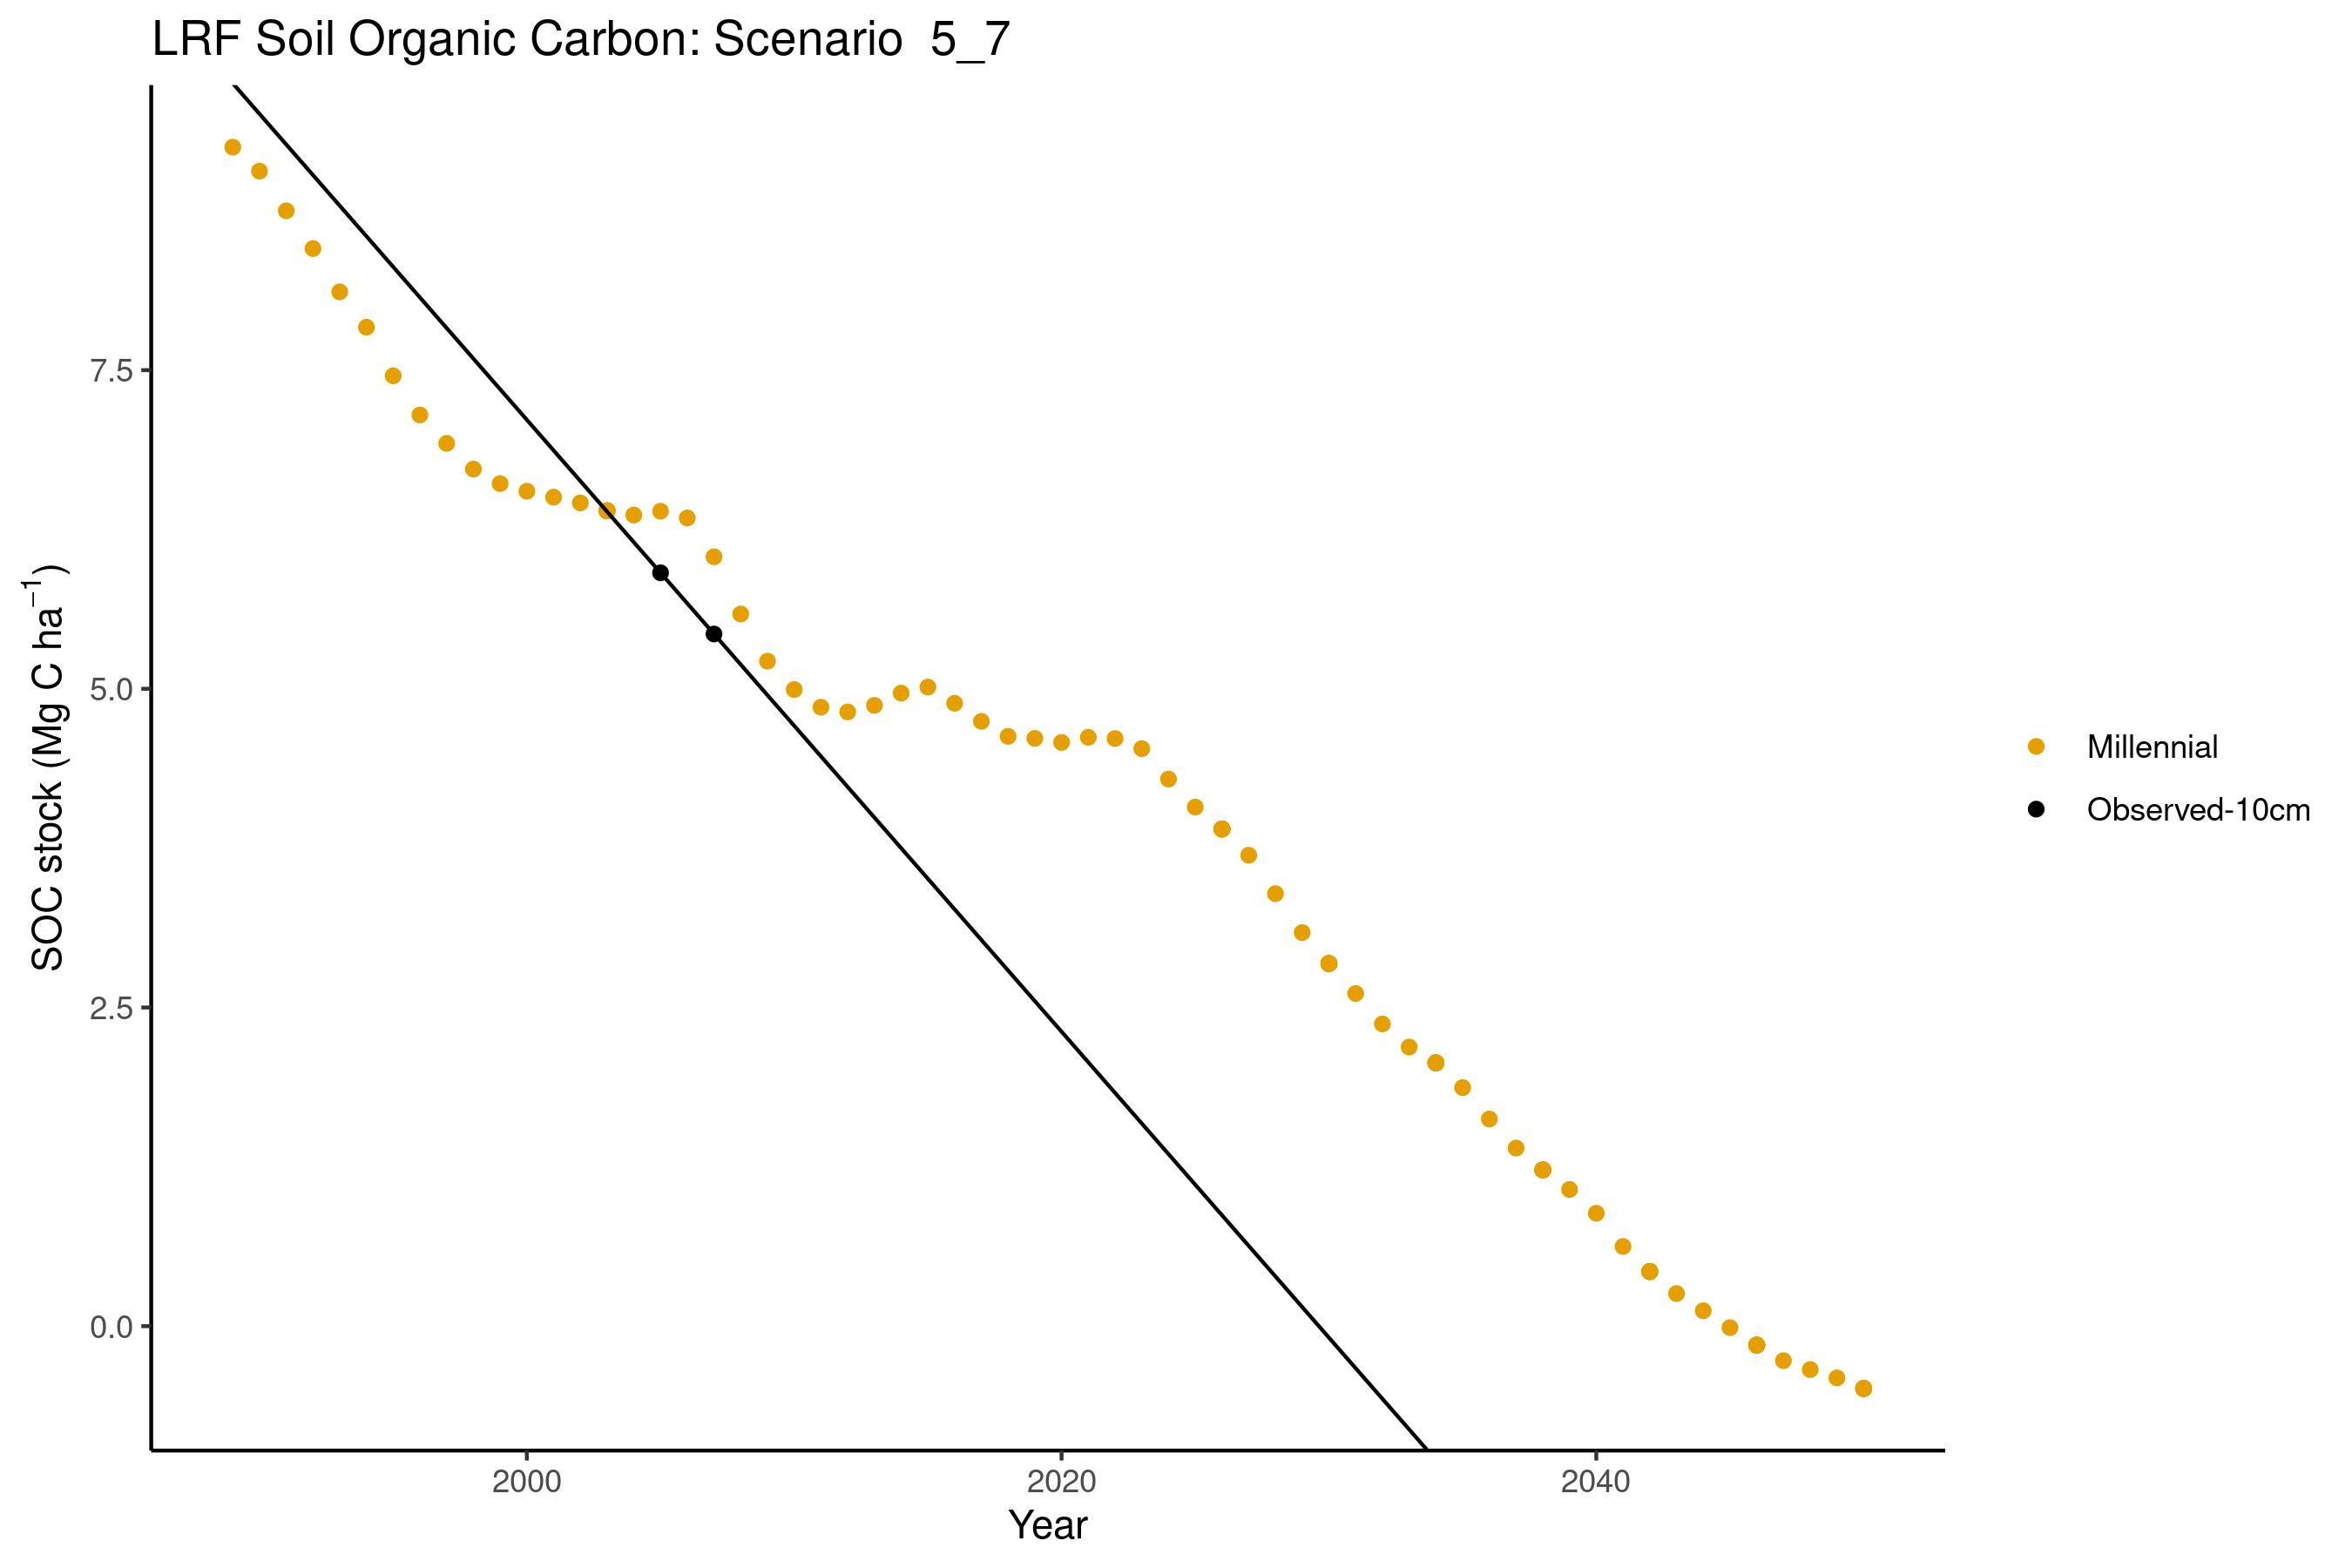 LRF Soil Organic Carbon: Scenario  5_7
SOC stock (Mg C ha⁻¹)
7.5
5.0
2.5
0.0
2000
2020
2040
Year
Millennial
Observed-10cm